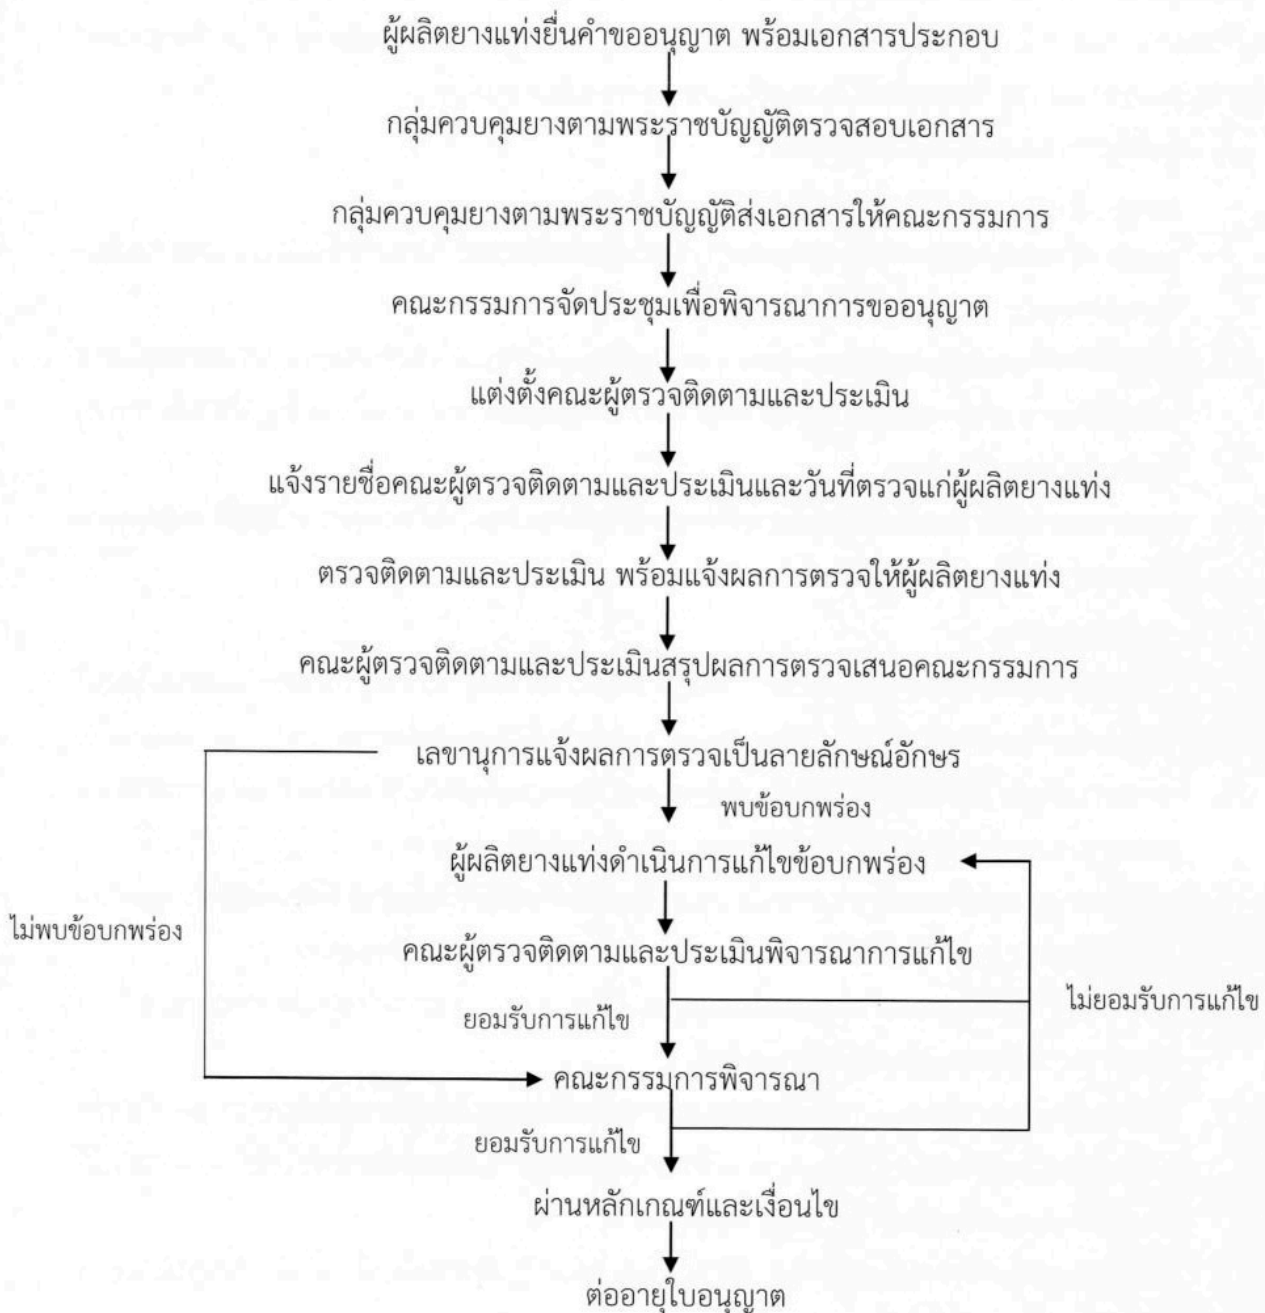 ผู้ผลิตยางแท่งยื่นคำขออนุญาต พร้อมเอกสารประกอบ
กลุ่มควบคุมยางตามพระราชบัญญัติตรวจสอบเอกสาร
กลุ่มควบคุมยางตามพระราชบัญญัติส่งเอกสารให้คณะกรรมการ
คณะกรรมการจัดประชุมเพื่อพิจารณาการขออนุญาต
แต่งตั้งคณะผู้ตรวจติดตามและประเมิน
แจ้งรายชื่อคณะผู้ตรวจติดตามและประเมินและวันที่ตรวจแก่ผู้ผลิตยางแท่ง
ตรวจติดตามและประเมิน พร้อมแจ้งผลการตรวจให้ผู้ผลิตยางแท่ง
คณะผู้ตรวจติดตามและประเมินสรุปผลการตรวจเสนอคณะกรรมการ
เลขานุการแจ้งผลการตรวจเป็นลายลักษณ์อักษร
พบข้อบกพร่อง
ผู้ผลิตยางแท่งดำเนินการแก้ไขข้อบกพร่อง
ไม่พบข้อบกพร่อง
คณะผู้ตรวจติดตามและประเมินพิจารณาการแก้ไข
ไม่ยอมรับการแก้ไข
ยอมรับการแก้ไข
คณะกรรมการพิจารณา
ยอมรับการแก้ไข
ผ่านหลักเกณฑ์และเงื่อนไข
ต่ออายุใบอนุญาต